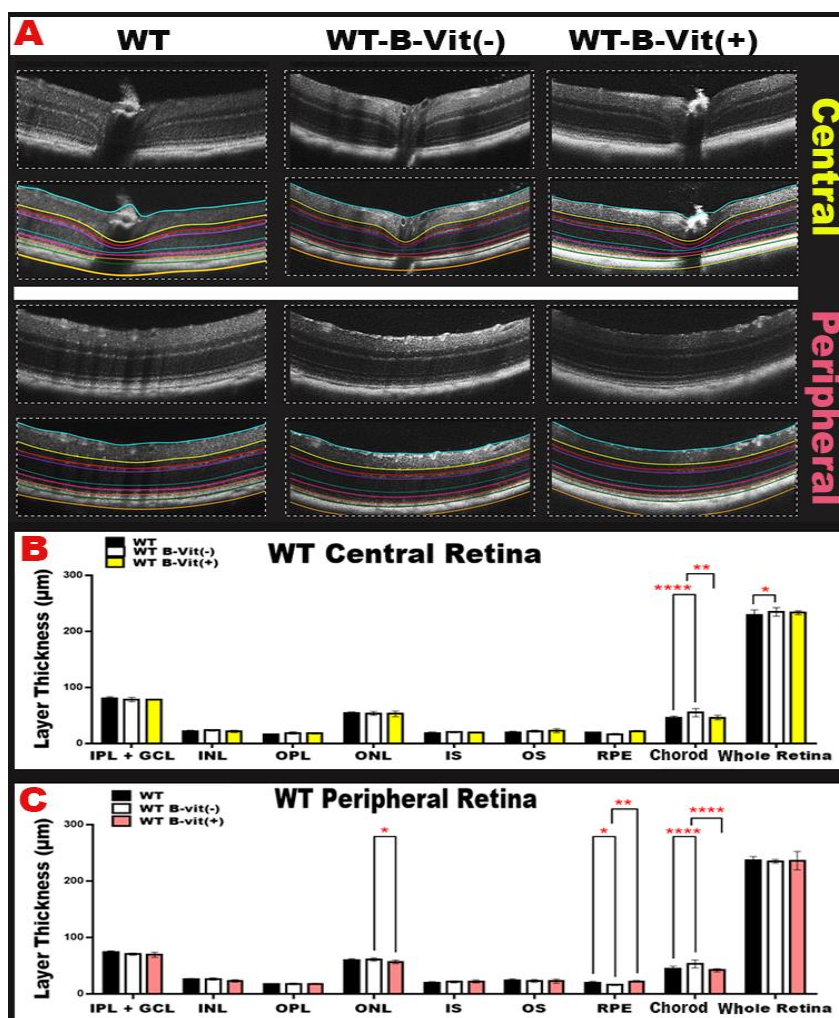 A
WT WT-B-Vit(-) WT-B-Vit(+)
Central
Peripheral
B
WT
WT B-Vit(-)
WT B-Vit(+)
WT Central Retina
Layer Thickness (µm)
300
200
100
0
**
****
*
IPL + GCL INL OPL ONL IS OS RPE Chorod Whole Retina
C
WT
WT B-vit(-)
WT B-vit(+)
WT Peripheral Retina
Layer Thickness (µm)
300
200
100
0
**
****
*
*
****
IPL + GCL INL OPL ONL IS OS RPE Chorod Whole Retina